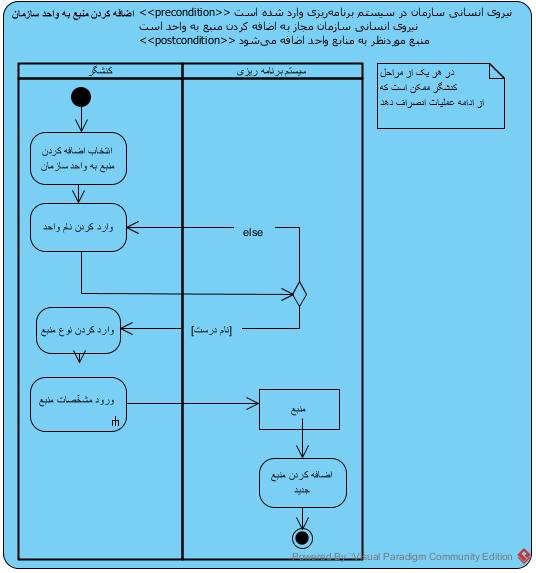 اضافه کردن منبع به واحد سازمان <<precondition>> نیروی انسانی سازمان در سیستم برنامه‌ریزی وارد شده است
نیروی انسانی سازمان مجاز به اضافه کردن منبع به واحد است
<<postcondition>> منبع موردنظر به منابع واحد اضافه می‌شود
کنشگر
سیستم برنامه ریزی
در هر یک از مراحل
کنشگر ممکن است که
از ادامه عملیات انصراف دهد
انتخاب اضافه کردن
منبع به واحد سازمان
وارد کردن نام واحد
else
[نام درست]
وارد کردن نوع منبع
ورود مشخّصات منبع
منبع
اضافه کردن منبع
جدید
Powered By Visual Paradigm Community Edition